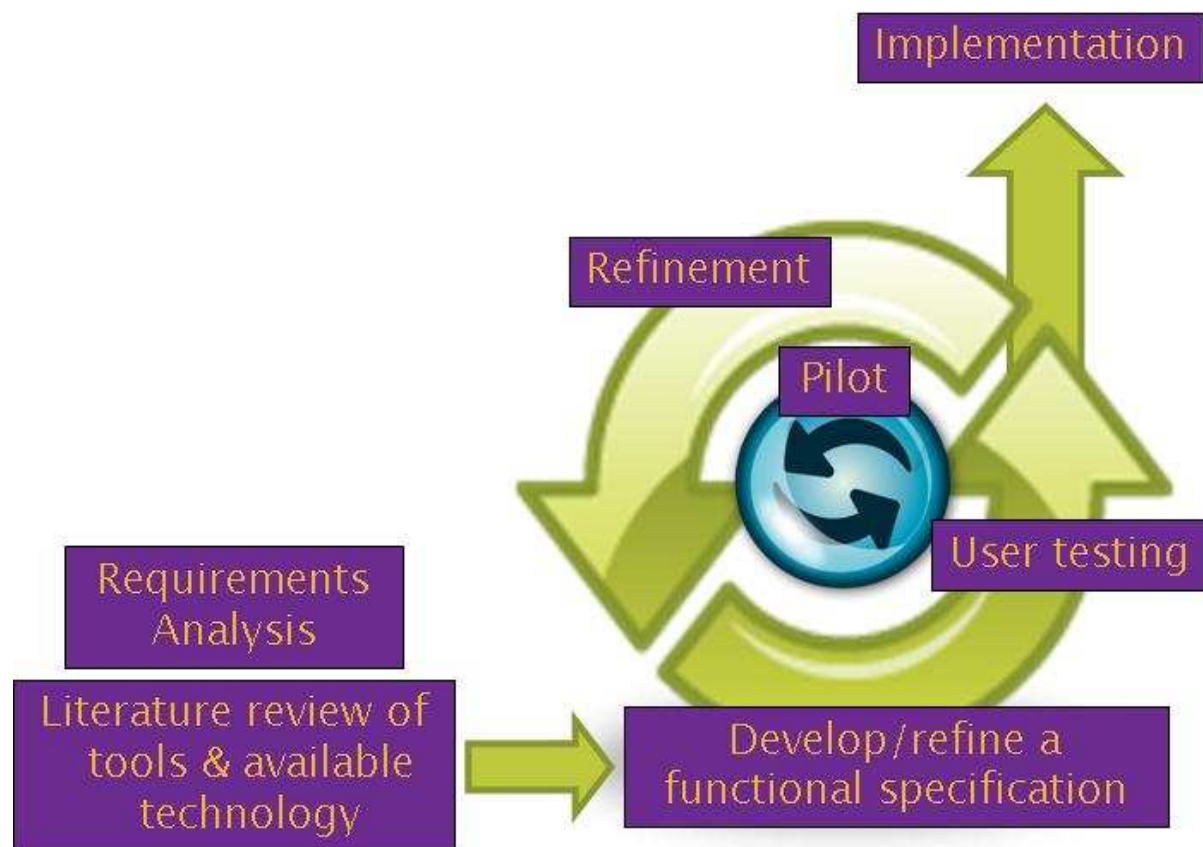 Implementation
Refinement
Pilot
User testing
Requirements
Analysis
Literature review of
tools & available
technology
Develop/refine a
functional specification